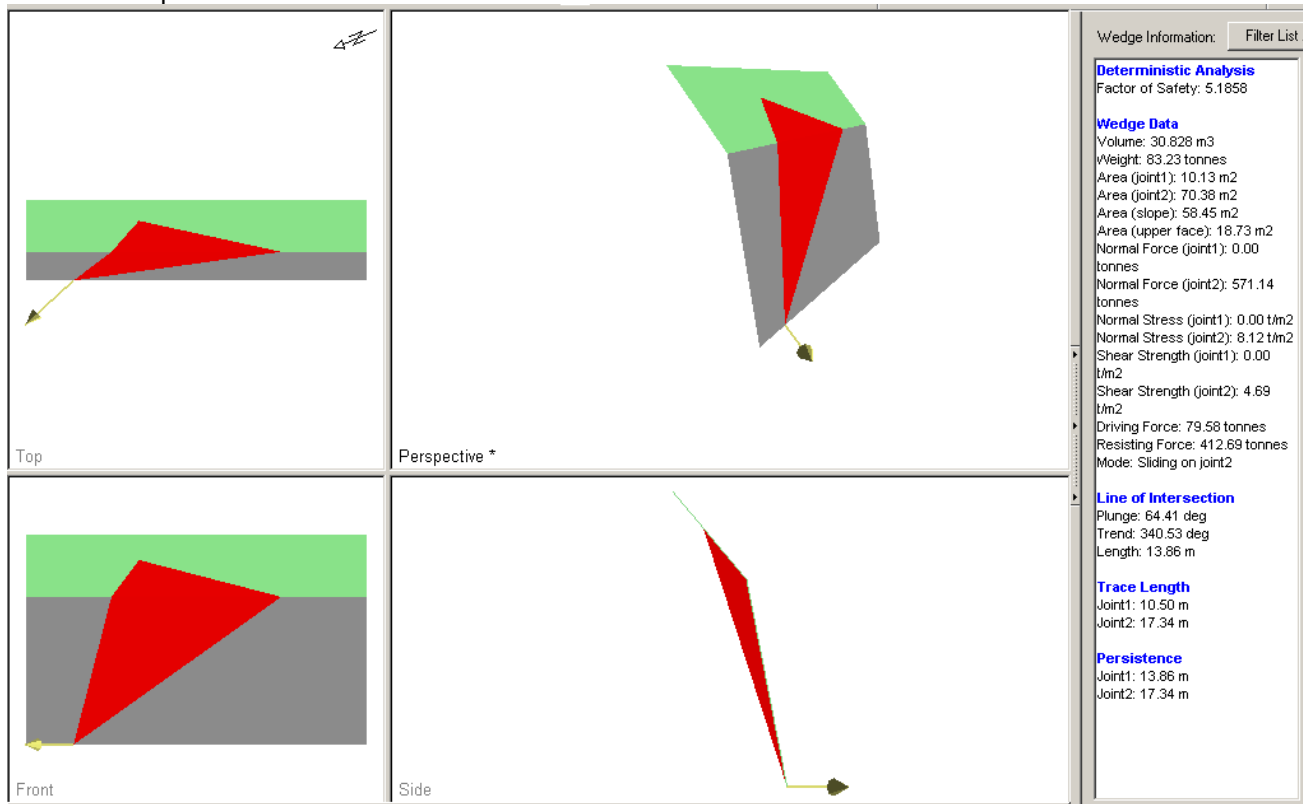 Top
Perspective *
Front
Side
Wedge Information:
Filter List
Deterministic Analysis
Factor of Safety: 5.1858
Wedge Data
Volume: 30.828 m3
Weight: 83.23 tonnes
Area (joint1): 10.13 m2
Area (joint2): 70.38 m2
Area (slope): 58.45 m2
Area (upper face): 18.73 m2
Normal Force (joint1): 0.00
tonnes
Normal Force (joint2): 571.14
tonnes
Normal Stress (joint1): 0.00 t/m2
Normal Stress (joint2): 8.12 t/m2
Shear Strength (joint1): 0.00
t/m2
Shear Strength (joint2): 4.69
t/m2
Driving Force: 79.58 tonnes
Resisting Force: 412.69 tonnes
Mode: Sliding on joint2
Line of Intersection
Plunge: 64.41 deg
Trend: 340.53 deg
Length: 13.86 m
Trace Length
Joint1: 10.50 m
Joint2: 17.34 m
Persistence
Joint1: 13.86 m
Joint2: 17.34 m